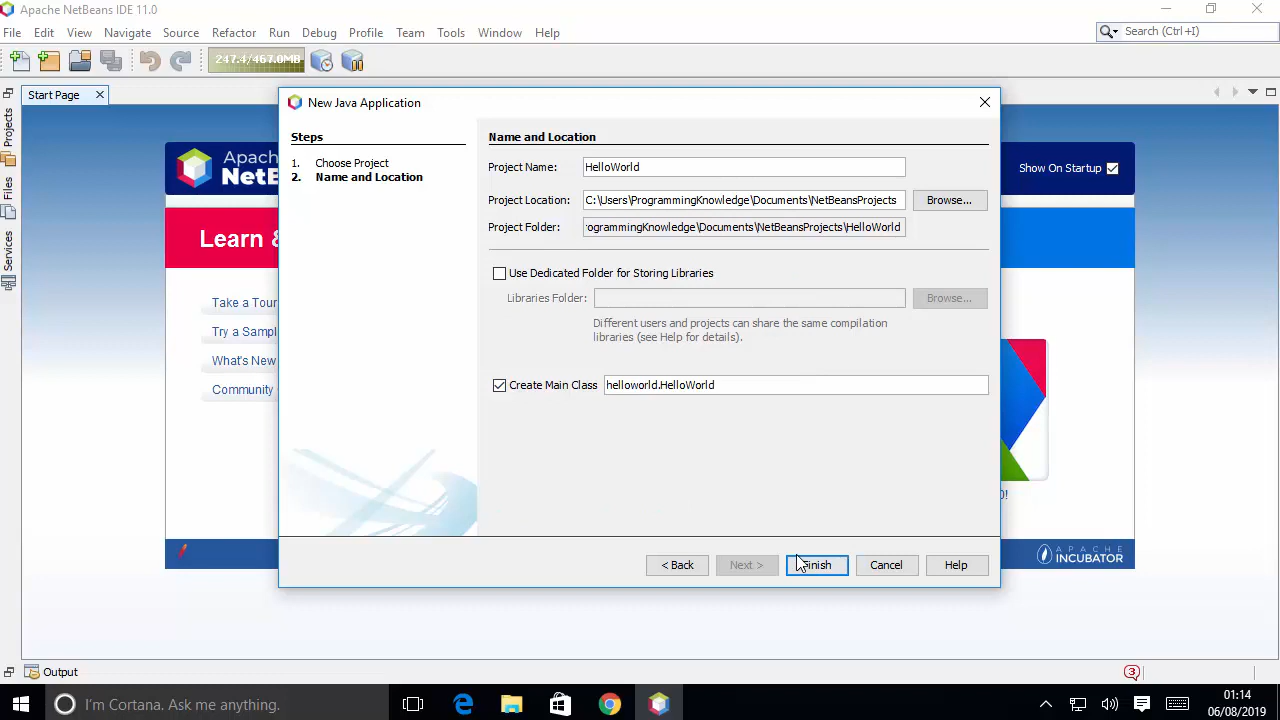 Apache NetBeans IDE 11.0
File Edit View Navigate Source Refactor Run Debug Profile Team Tools Window Help
Search (Ctrl+I)
247.4/467.0MB
Start Page
Projects
Files
Services
Apac
NetB
Show On Startup
Learn &
Take a Tour
Try a Sampl
What's New
Community
New Java Application
Steps
1. Choose Project
2. Name and Location
Name and Location
Project Name: HelloWorld
Project Location: C:\Users\ProgrammingKnowledge\Documents\NetBeansProjects Browse...
Project Folder: rogrammingKnowledge\Documents\NetBeansProjects\HelloWorld
Use Dedicated Folder for Storing Libraries
Libraries Folder: Browse...
Different users and projects can share the same compilation
libraries (see Help for details).
Create Main Class helloworld.HelloWorld
0!
< Back Next > Finish Cancel Help
APACHE
INCUBATOR
Output
3
I'm Cortana. Ask me anything.
01:14
06/08/2019